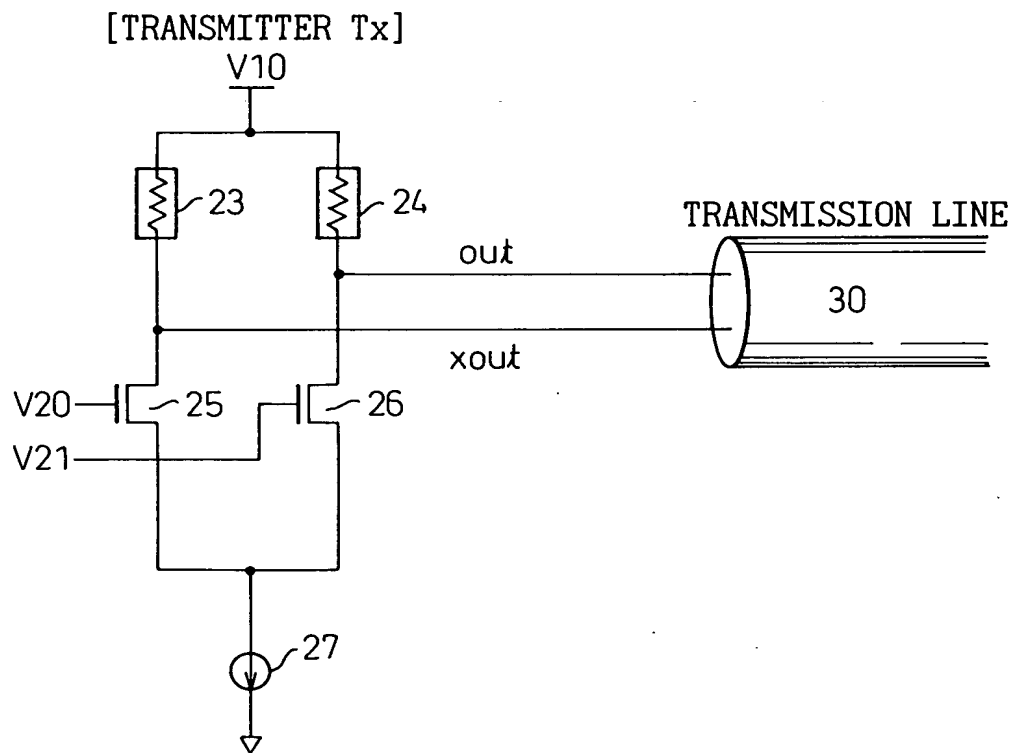 [TRANSMITTER Tx]
V10
23
24
TRANSMISSION LINE
out
30
xout
V20
25
26
V21
27